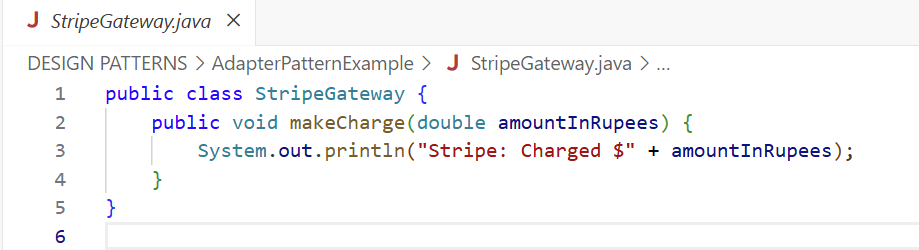 J StripeGateway.java ×
DESIGN PATTERNS > AdapterPatternExample > J StripeGateway.java > ...
1 public class StripeGateway {
2 public void makeCharge(double amountInRupees) {
3 System.out.println("Stripe: Charged $" + amountInRupees);
4 }
5 }
6